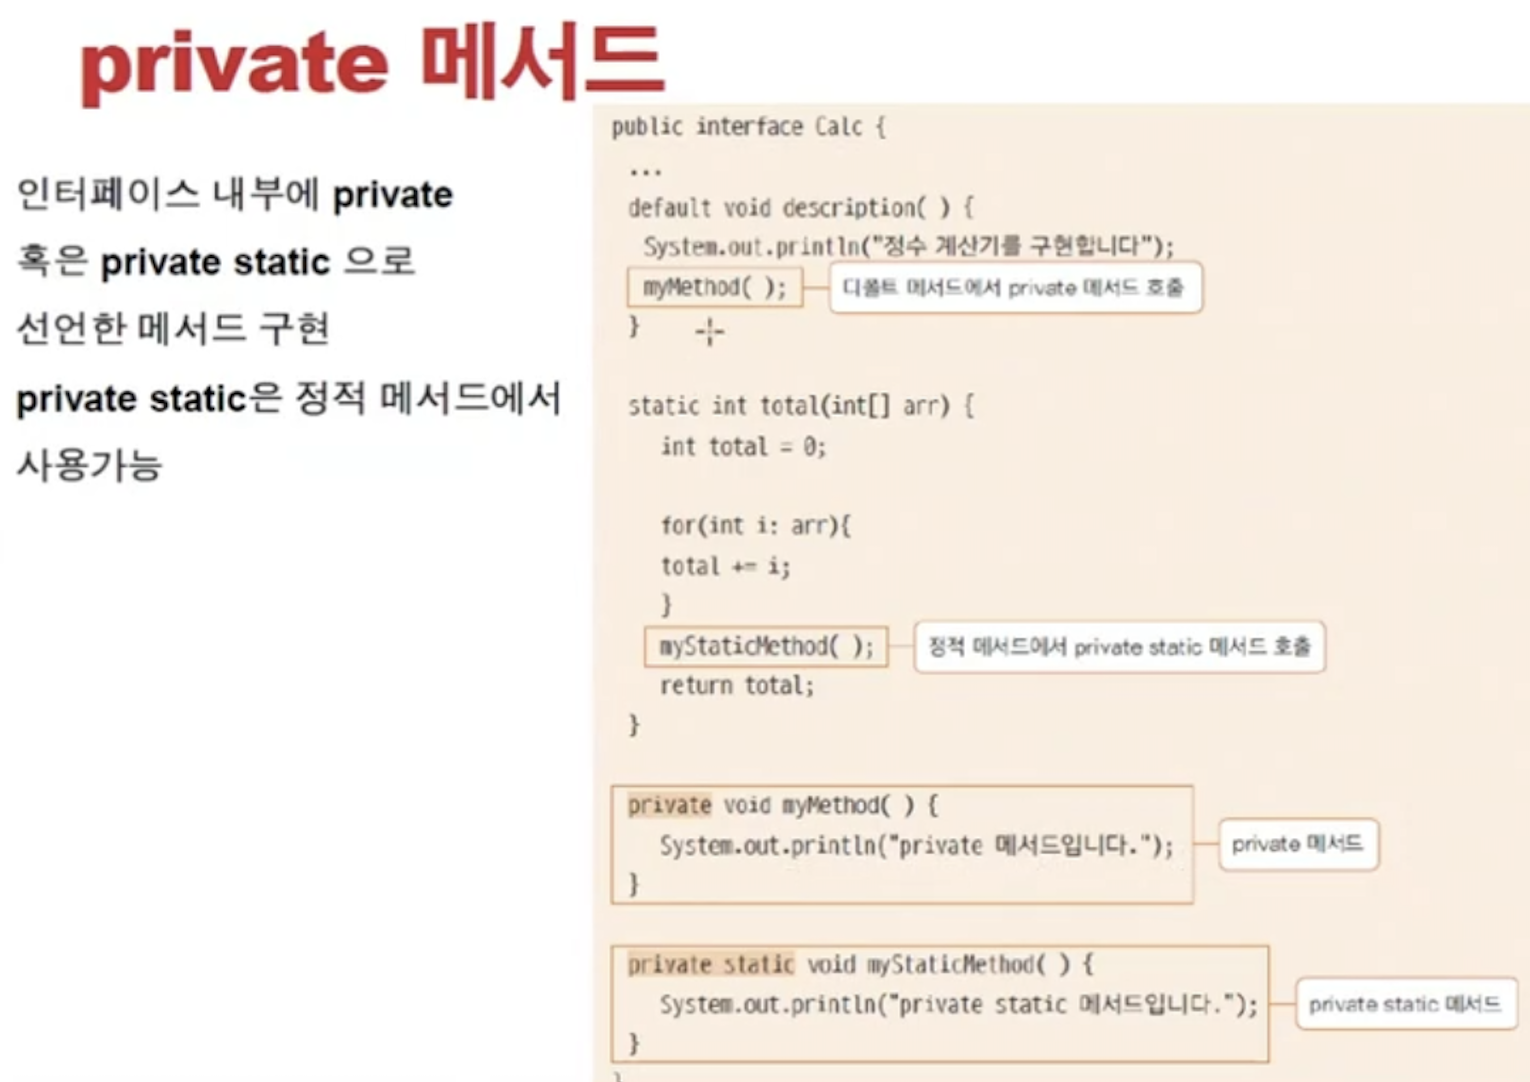 private 메서드
인터페이스 내부에 private
혹은 private static 으로
선언한 메서드 구현
private static은 정적 메서드에서
사용가능
public interface Calc {
...
default void description( ) {
System.out.println("정수 계산기를 구현합니다");
myMethod( ); 디폴트 메서드에서 private 메서드 호출
}
static int total(int[] arr) {
int total = 0;
for(int i: arr){
total += i;
}
myStaticMethod( ); 정적 메서드에서 private static 메서드 호출
return total;
}
private void myMethod( ) {
System.out.println("private 메서드입니다.");
private 메서드
}
private static void myStaticMethod( ) {
System.out.println("private static 메서드입니다.");
private static 메서드
}
}